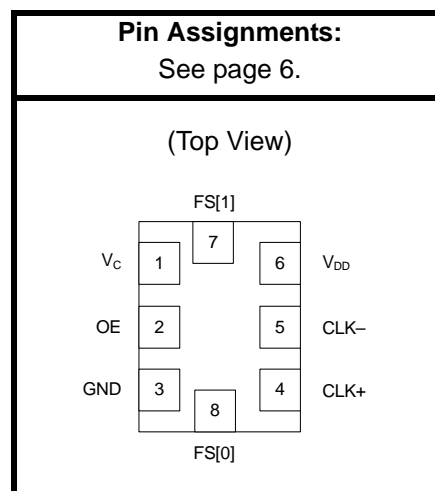 Pin Assignments:
See page 6.
(Top View)
FS[1]
7
VC 1 6 VDD
OE 2 5 CLK–
GND 3 4 CLK+
8
FS[0]